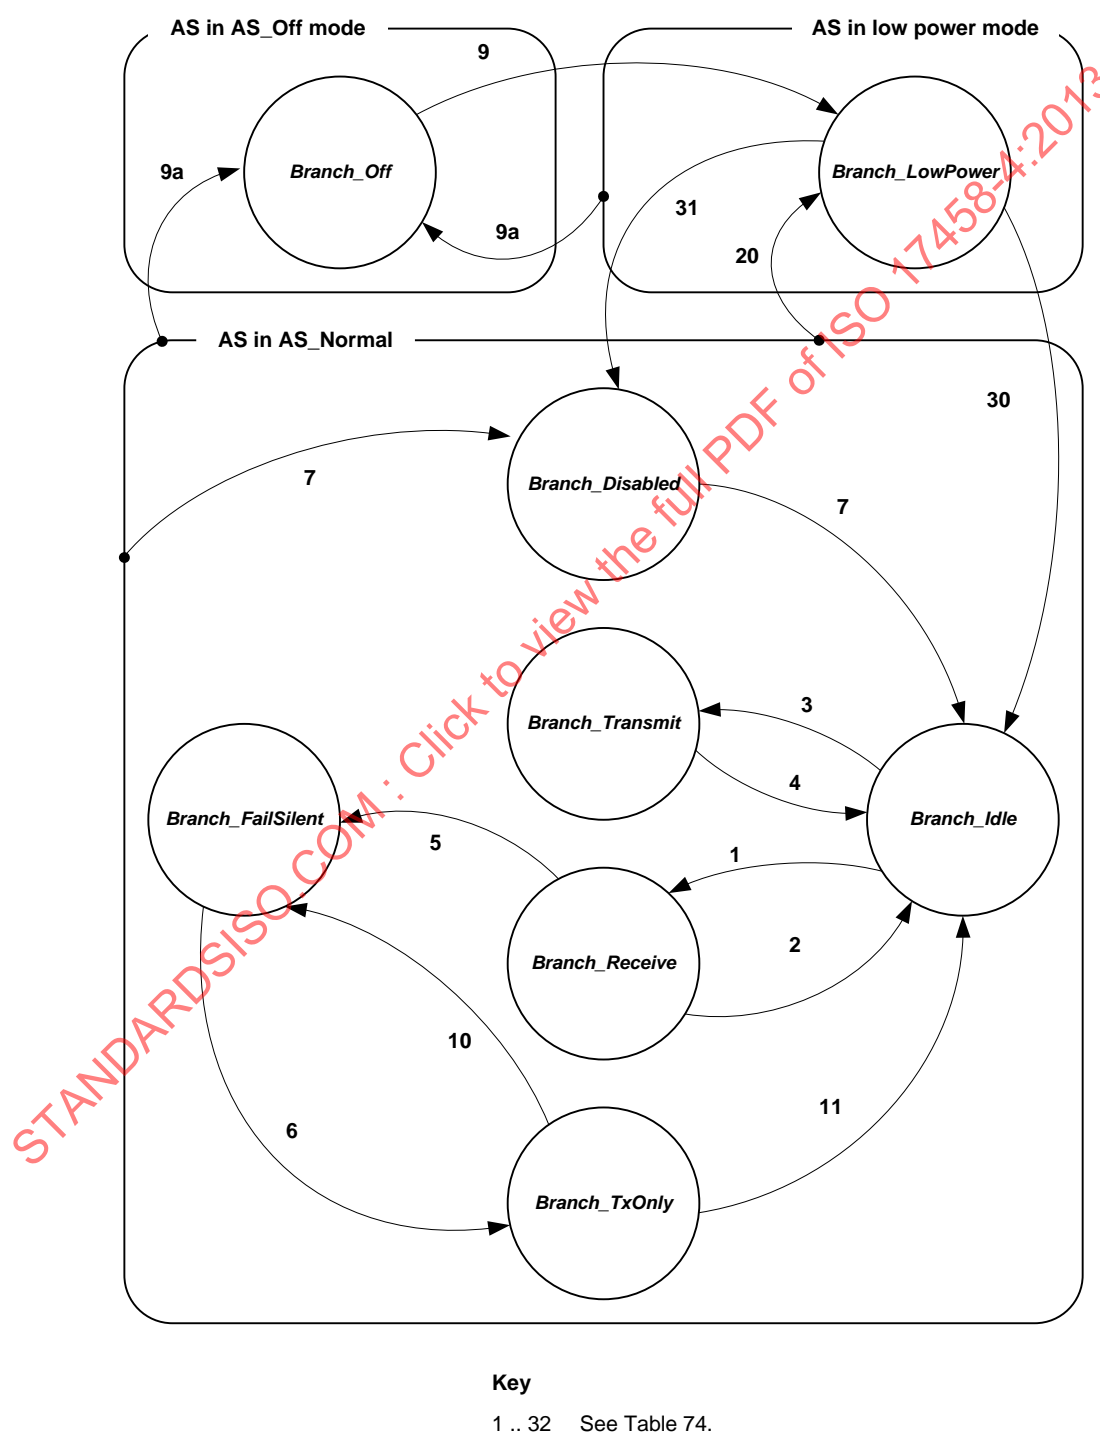 AS in AS_Off mode
AS in low power mode
9
Branch_Off
Branch_LowPower
9a
31
9a
20
AS in AS_Normal
30
7
Branch_Disabled
7
3
Branch_Transmit
4
Branch_FailSilent
Branch_Idle
5
1
2
Branch_Receive
10
11
6
Branch_TxOnly
Key
1 .. 32 See Table 74.
STANDARDSISO.COM : Click to view the full PDF of ISO 17458-4:2013